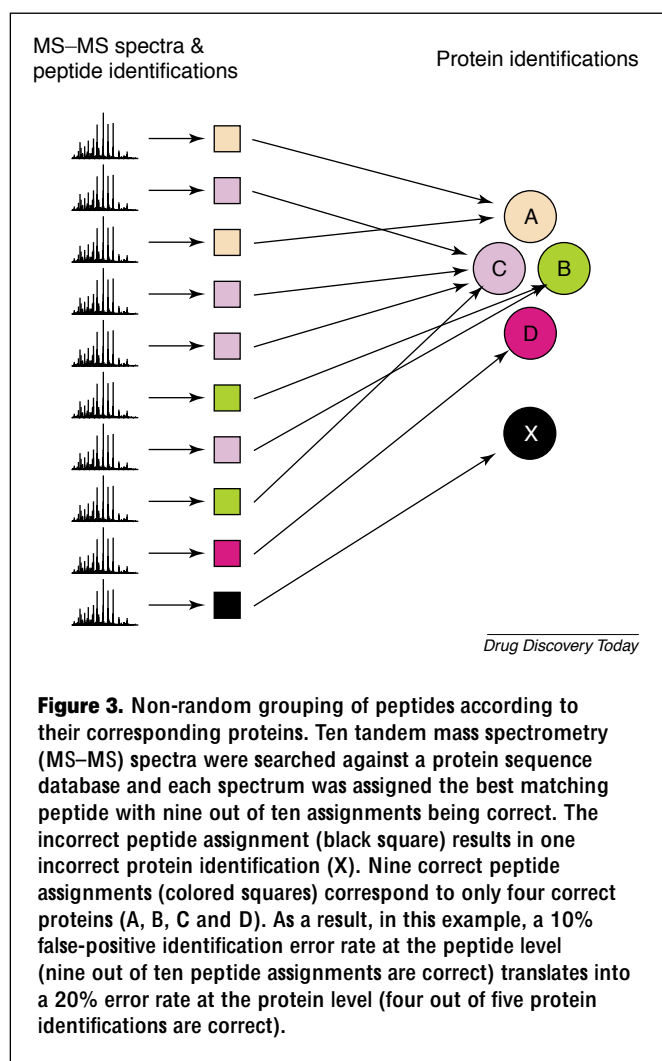 MS–MS spectra &
peptide identifications
Protein identifications
A
C
B
D
X
Drug Discovery Today
Figure 3. Non-random grouping of peptides according to
their corresponding proteins. Ten tandem mass spectrometry
(MS–MS) spectra were searched against a protein sequence
database and each spectrum was assigned the best matching
peptide with nine out of ten assignments being correct. The
incorrect peptide assignment (black square) results in one
incorrect protein identification (X). Nine correct peptide
assignments (colored squares) correspond to only four correct
proteins (A, B, C and D). As a result, in this example, a 10%
false-positive identification error rate at the peptide level
(nine out of ten peptide assignments are correct) translates into
a 20% error rate at the protein level (four out of five protein
identifications are correct).